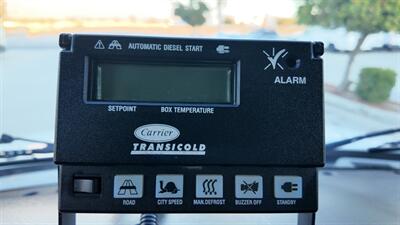 AUTOMATIC DIESEL START
ALARM
SETPOINT BOX TEMPERATURE
Carrier
TRANSICOLD
ROAD CITY SPEED MAN.DEFROST BUZZER OFF STANDBY